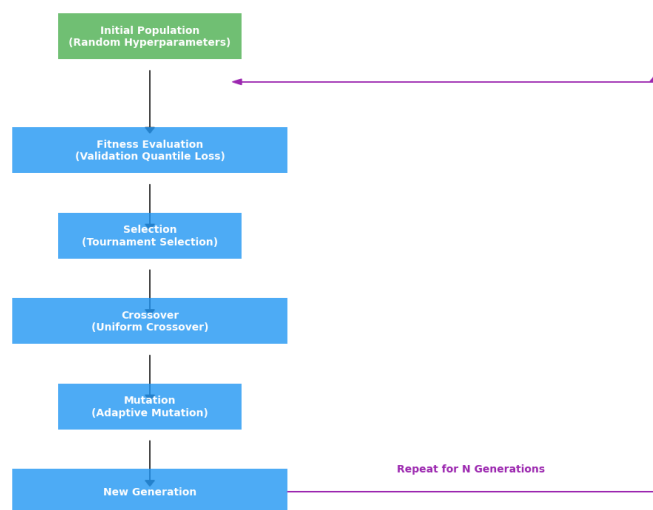 Initial Population
(Random Hyperparameters)
Fitness Evaluation
(Validation Quantile Loss)
Selection
(Tournament Selection)
Crossover
(Uniform Crossover)
Mutation
(Adaptive Mutation)
Repeat for N Generations
New Generation